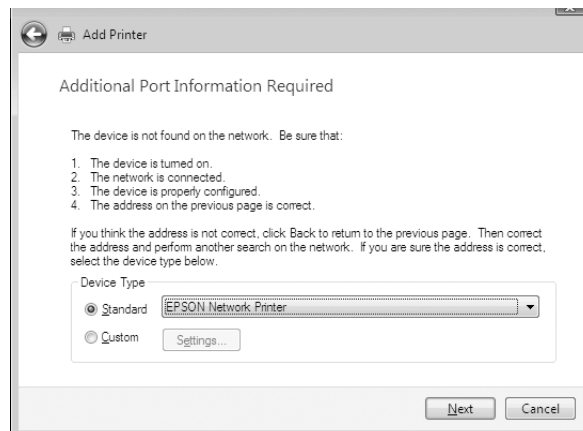 Add Printer
Additional Port Information Required
The device is not found on the network. Be sure that:
1. The device is turned on.
2. The network is connected.
3. The device is properly configured.
4. The address on the previous page is correct.
If you think the address is not correct, click Back to return to the previous page. Then correct
the address and perform another search on the network. If you are sure the address is correct,
select the device type below.
Device Type
Standard EPSON Network Printer
Custom Settings...
Next Cancel